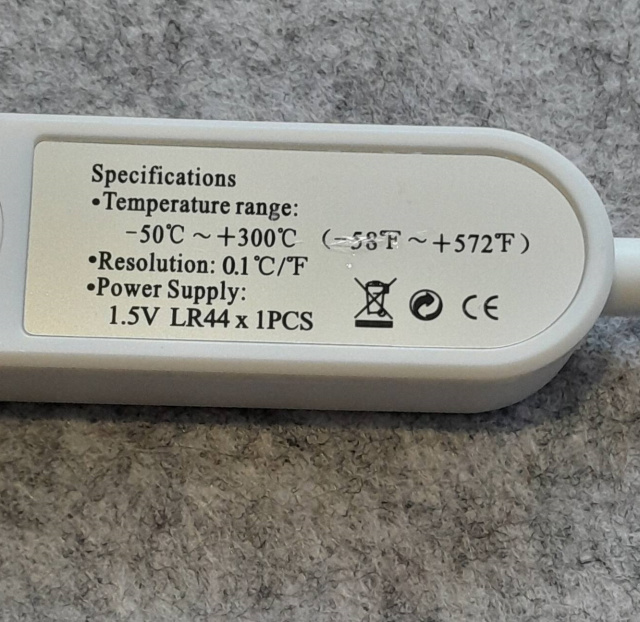 Specifications
•Temperature range:
-50℃ ~ +300℃ (-58℉ ~ +572℉)
•Resolution: 0.1℃/℉
•Power Supply:
1.5V LR44 x 1PCS
CE